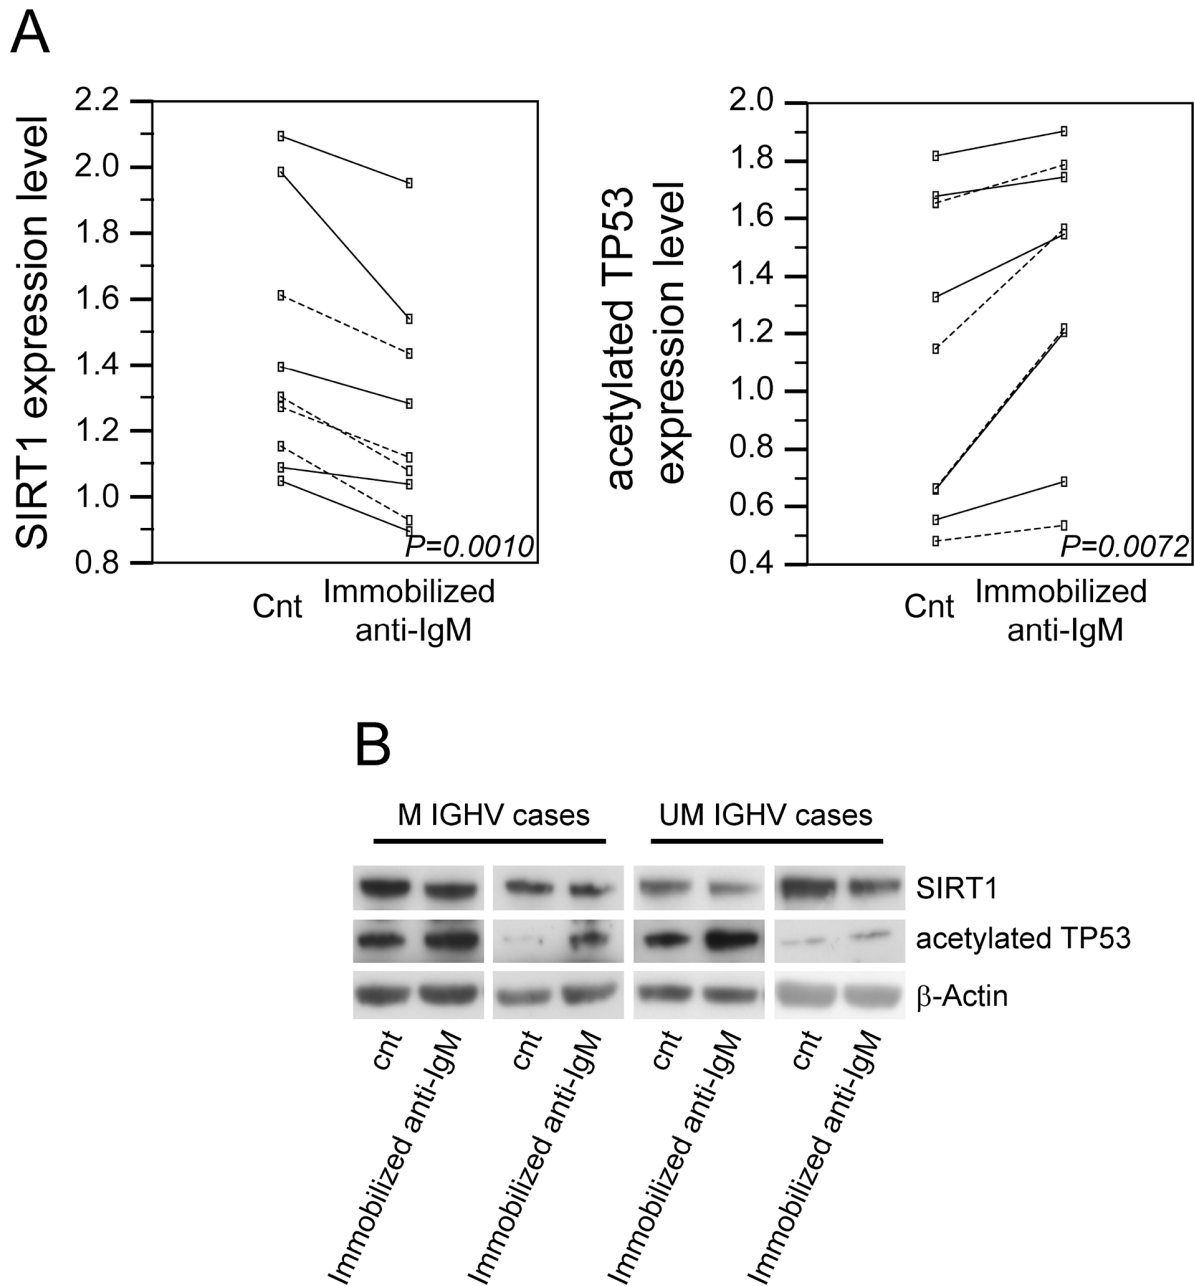 A
SIRT1 expression level
2.2
2.0
1.8
1.6
1.4
1.2
1.0
0.8
P=0.0010
Cnt
Immobilized
anti-IgM
acetylated TP53
expression level
2.0
1.8
1.6
1.4
1.2
1.0
0.8
0.6
0.4
P=0.0072
Cnt
Immobilized
anti-IgM
B
M IGHV cases
UM IGHV cases
SIRT1
acetylated TP53
β-Actin
cnt
Immobilized anti-IgM
cnt
Immobilized anti-IgM
cnt
Immobilized anti-IgM
cnt
Immobilized anti-IgM